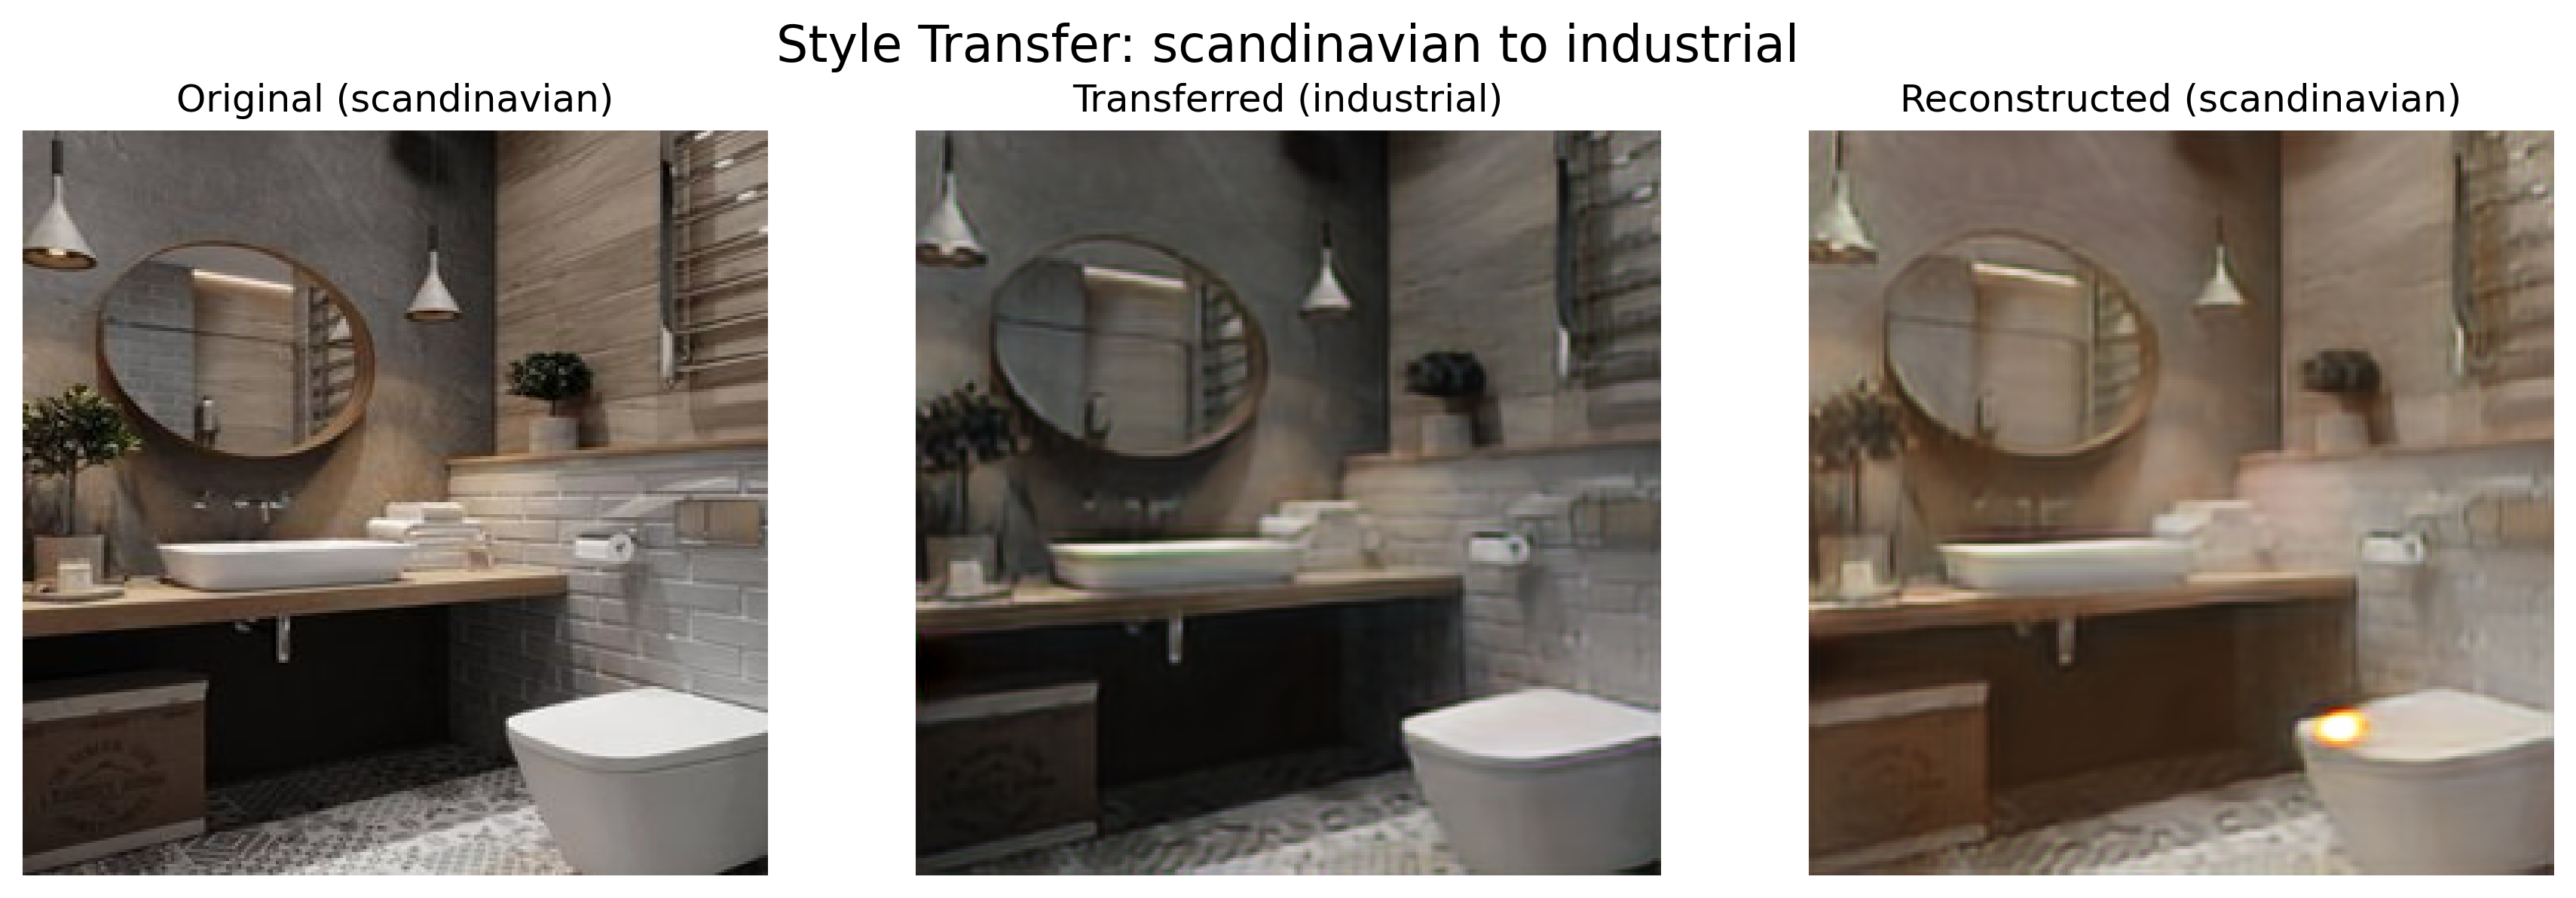 Style Transfer: scandinavian to industrial
Original (scandinavian)
Transferred (industrial)
Reconstructed (scandinavian)